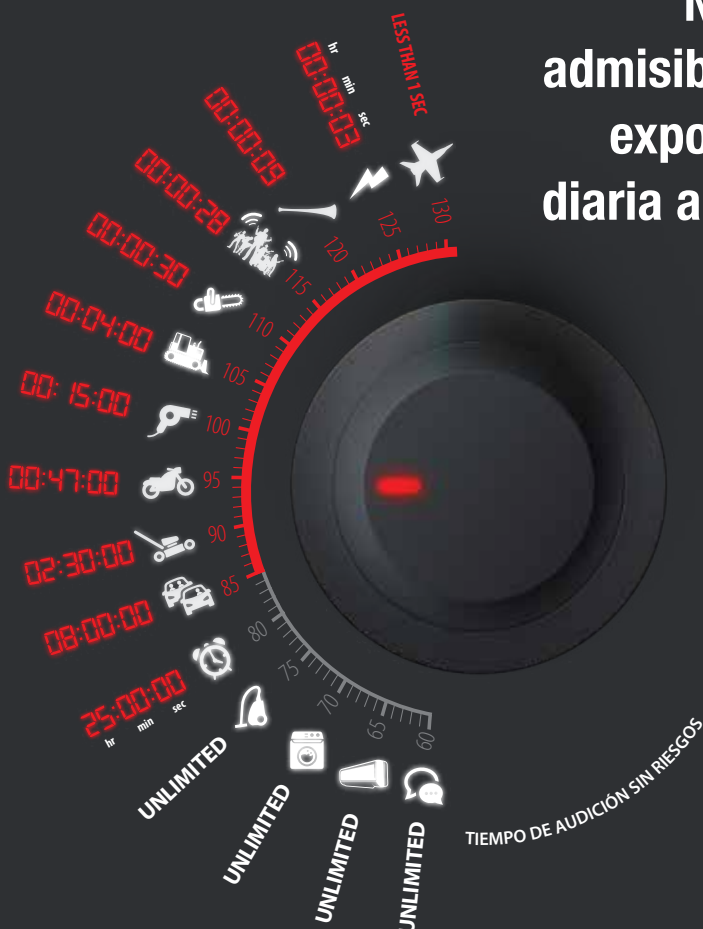 admisib
expo
diaria a
LESS THAN 1 SEC
130
hr min sec
00:00:03
125
00:00:09
120
00:00:28
115
00:00:30
110
00:04:00
105
00:15:00
100
00:47:00
95
02:30:00
90
08:00:00
85
25:00:00
hr min sec
80
UNLIMITED
75
UNLIMITED
70
UNLIMITED
65
UNLIMITED
60
TIEMPO DE AUDICIÓN SIN RIESGOS